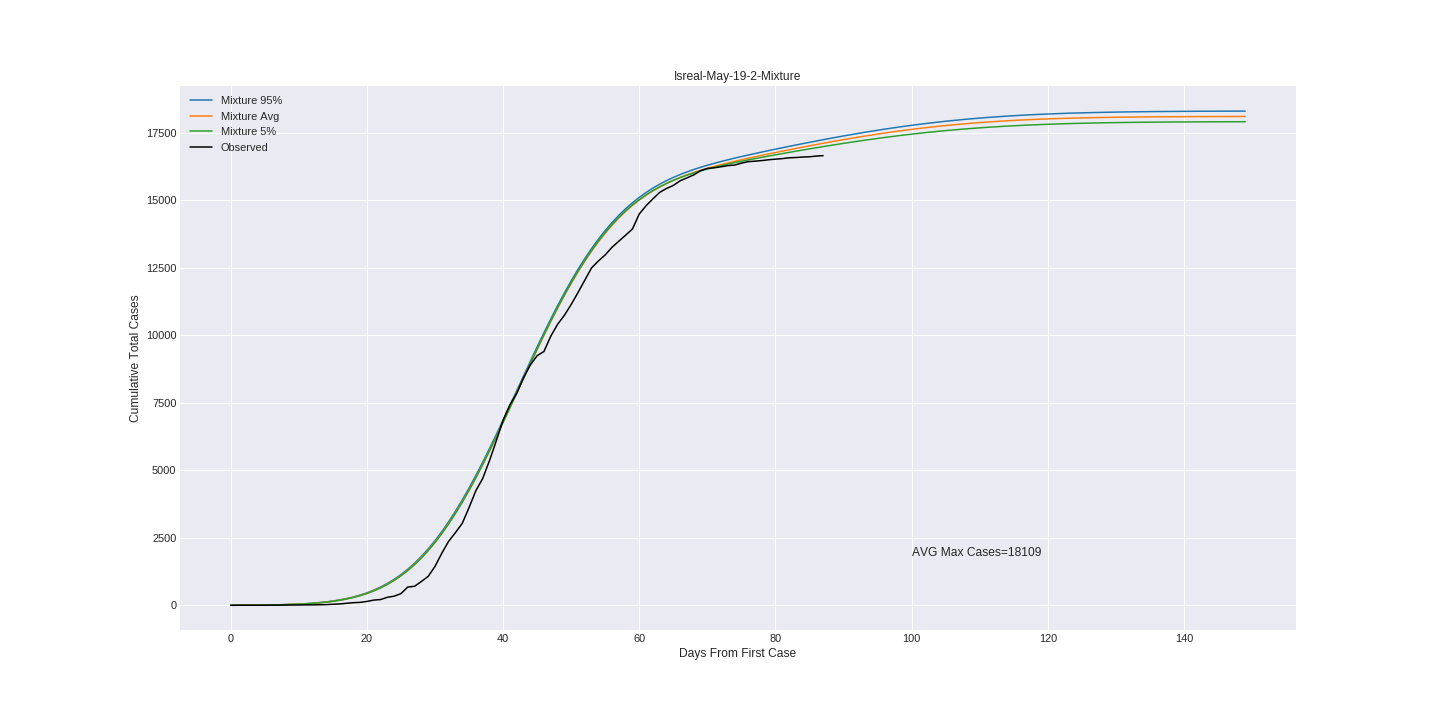 Isreal-May-19-2-Mixture
Mixture 95%
Mixture Avg
Mixture 5%
Observed
17500
15000
12500
10000
7500
5000
2500
0
Cumulative Total Cases
AVG Max Cases=18109
0 20 40 60 80 100 120 140
Days From First Case